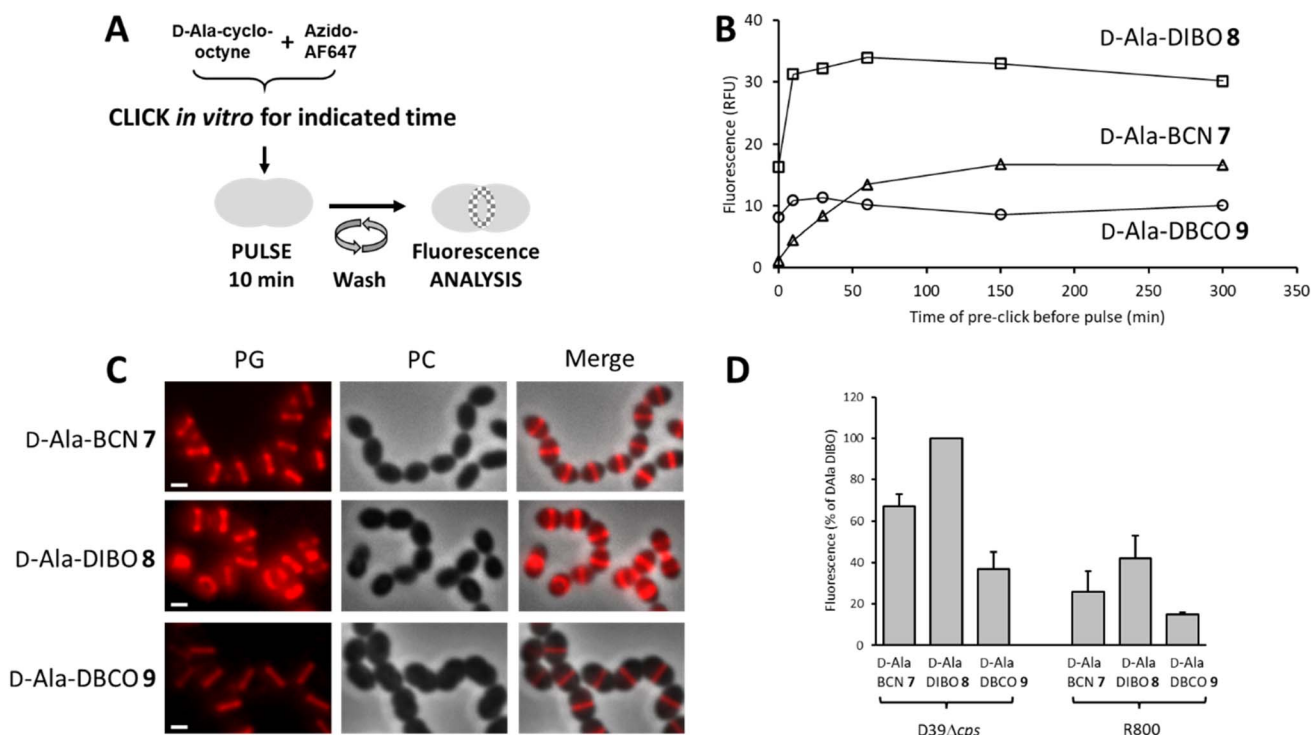 A
D-Ala-cyclo-
octyne
+
Azido-
AF647
CLICK in vitro for indicated time
PULSE
10 min
Wash
Fluorescence
ANALYSIS
B
Fluorescence (RFU)
40
30
20
10
0
D-Ala-DIBO 8
D-Ala-BCN 7
D-Ala-DBCO 9
0 50 100 150 200 250 300 350
Time of pre-click before pulse (min)
C
PG PC Merge
D-Ala-BCN 7
D-Ala-DIBO 8
D-Ala-DBCO 9
D
Fluorescence (% of DAla DIBO)
120
100
80
60
40
20
0
D-Ala D-Ala D-Ala D-Ala D-Ala D-Ala
BCN 7 DIBO 8 DBCO 9 BCN 7 DIBO 8 DBCO 9
D39Δcps R800